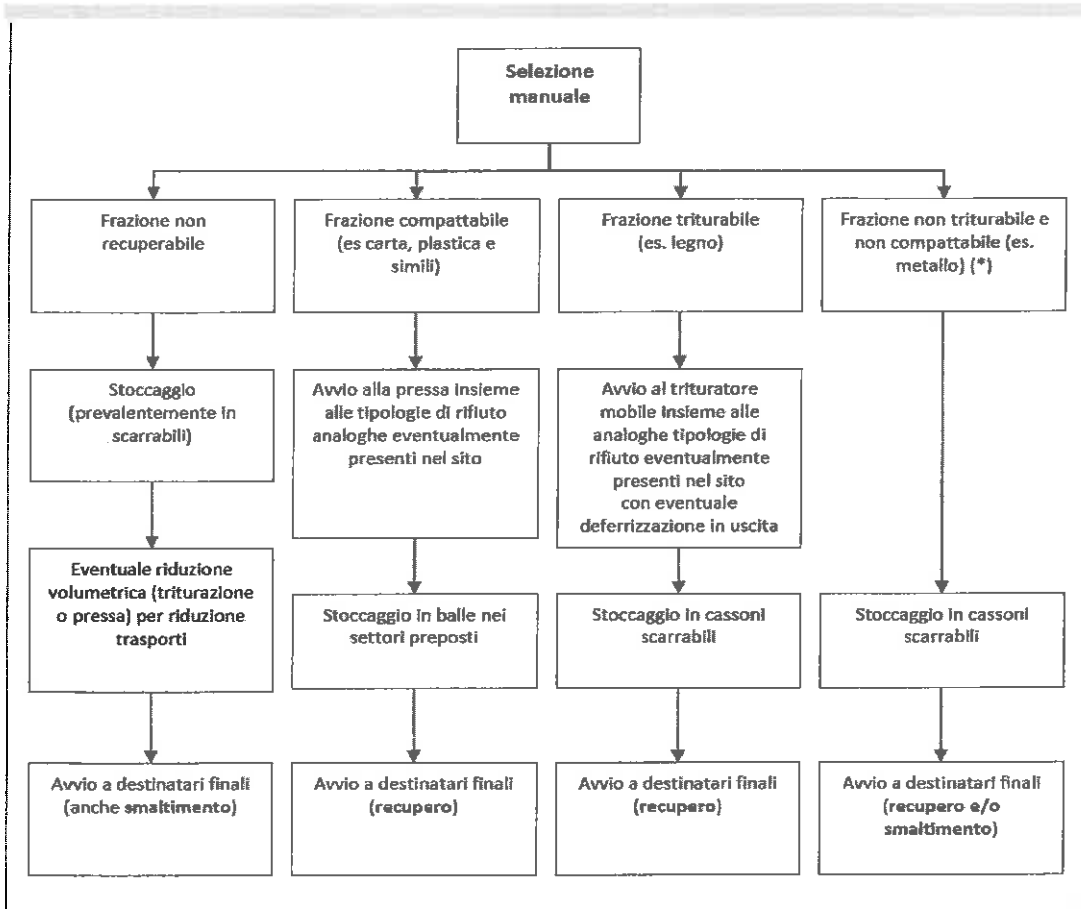 Selezione
manuale
Frazione non
recuperabile
Frazione compattabile
(es carta, plastica e
simili)
Frazione triturabile
(es. legno)
Frazione non triturabile e
non compattabile (es.
metallo) (*)
Stoccaggio
(prevalentemente in
scarrabili)
Avvio alla pressa insieme
alle tipologie di rifiuto
analoghe eventualmente
presenti nel sito
Avvio al trituratore
mobile insieme alle
analoghe tipologie di
rifiuto eventualmente
presenti nel sito
con eventuale
deferrizzazione in uscita
Eventuale riduzione
volumetrica (triturazione
o pressa) per riduzione
trasporti
Stoccaggio in balle nei
settori preposti
Stoccaggio in cassoni
scarrabili
Stoccaggio in cassoni
scarrabili
Avvio a destinatari finali
(anche smaltimento)
Avvio a destinatari finali
(recupero)
Avvio a destinatari finali
(recupero)
Avvio a destinatari finali
(recupero e/o
smaltimento)